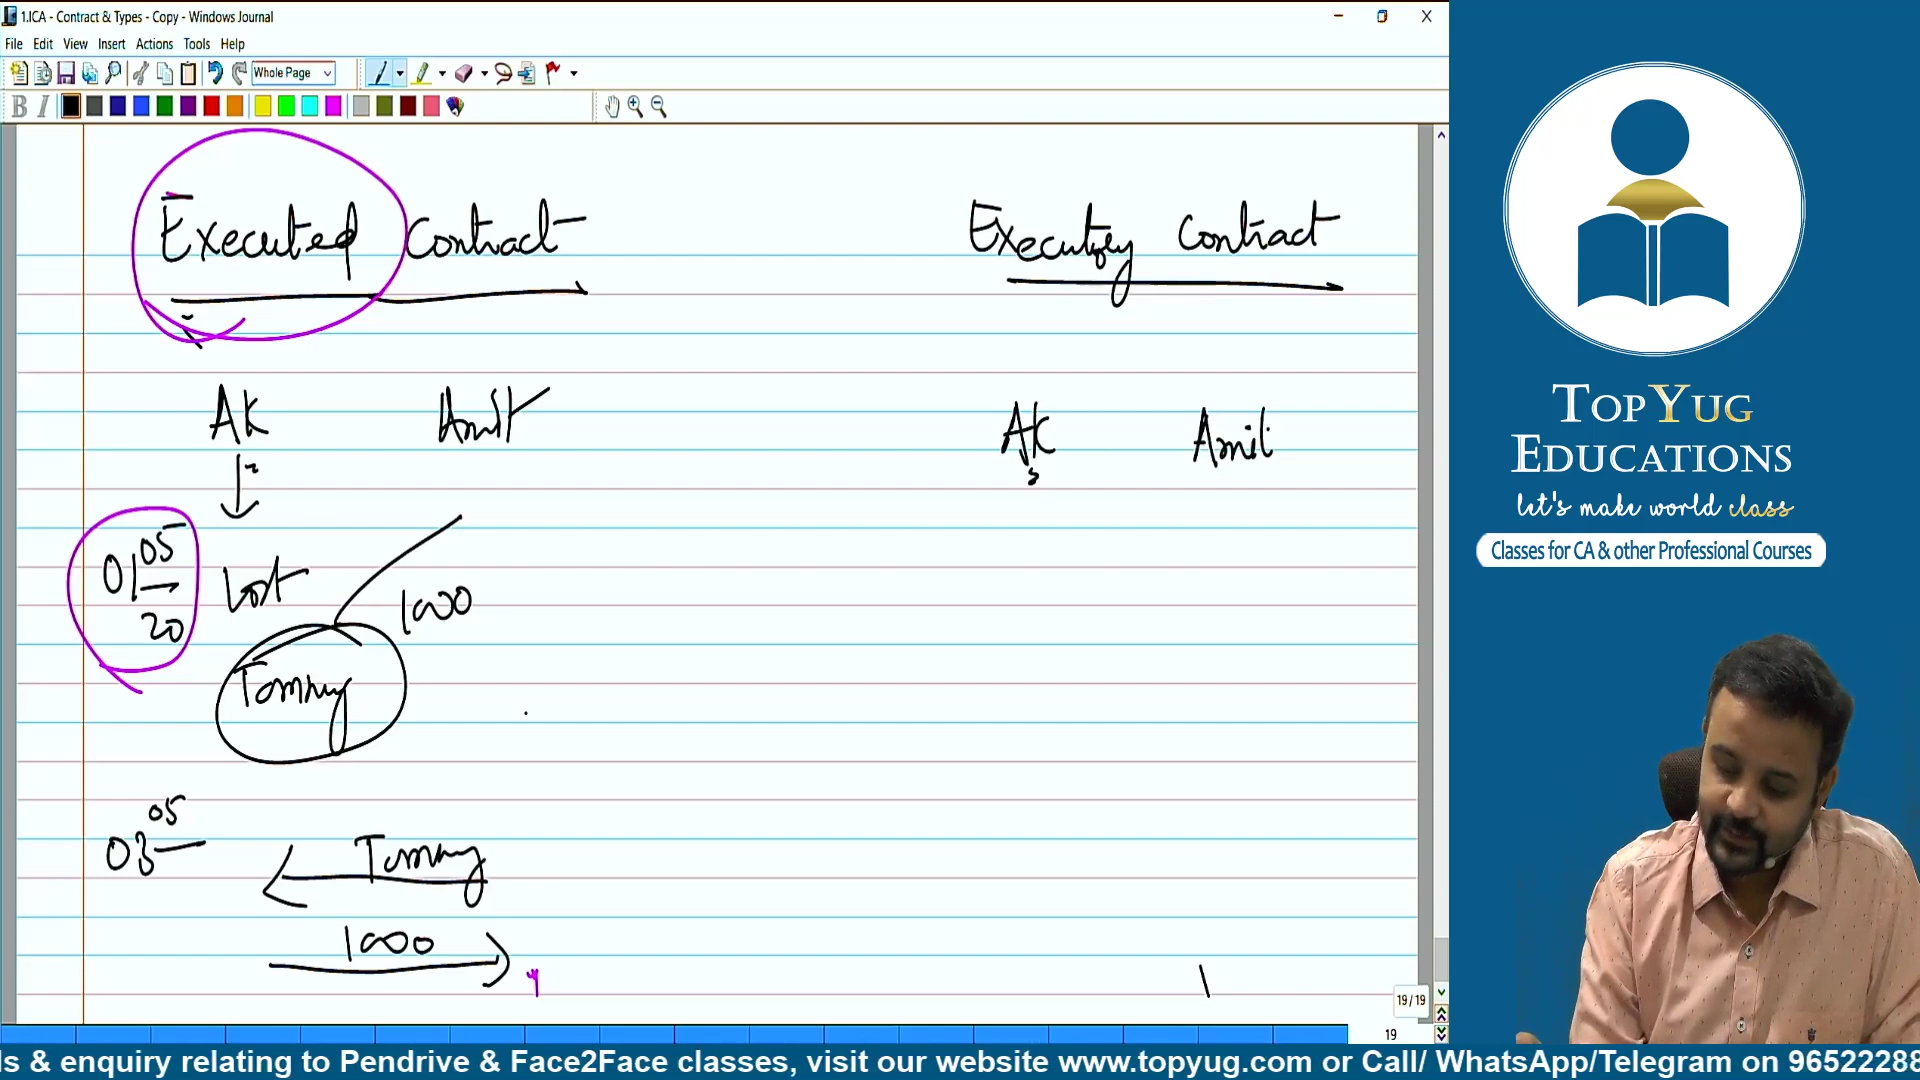 1.ICA - Contract & Types - Copy - Windows Journal
File Edit View Insert Actions Tools Help
Whole Page
B I
Executed Contract
Executory Contract
AK Amit
AK Amit
01/05
20
Lost
1000
Tommy
03/05
Tommy
1000
19 / 19
19
TOPYUG
EDUCATIONS
let's make world class
Classes for CA & other Professional Courses
ls & enquiry relating to Pendrive & Face2Face classes, visit our website www.topyug.com or Call/ WhatsApp/Telegram on 96522288